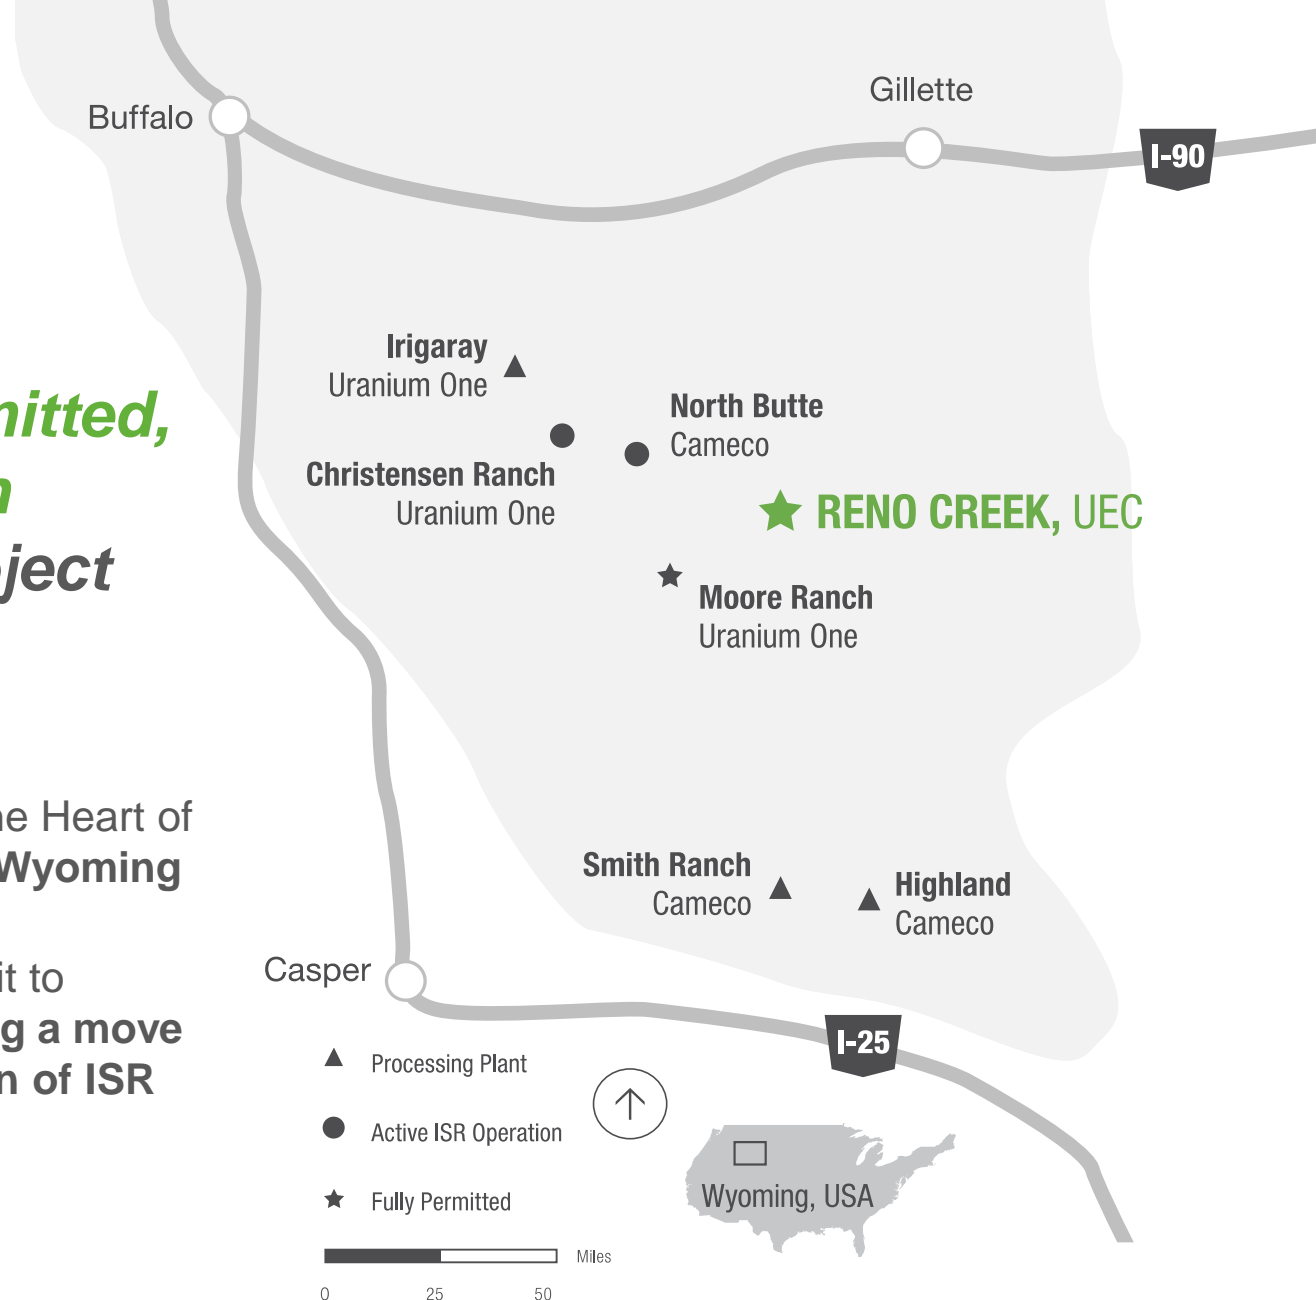 Gillette
Buffalo
I-90
Irigaray
Uranium One
North Butte
Cameco
Christensen Ranch
Uranium One
RENO CREEK, UEC
Moore Ranch
Uranium One
ject
he Heart of
Wyoming
it to
g a move
n of ISR
Smith Ranch
Cameco
Highland
Cameco
Casper
I-25
Processing Plant
Active ISR Operation
Fully Permitted
Wyoming, USA
Miles
0 25 50